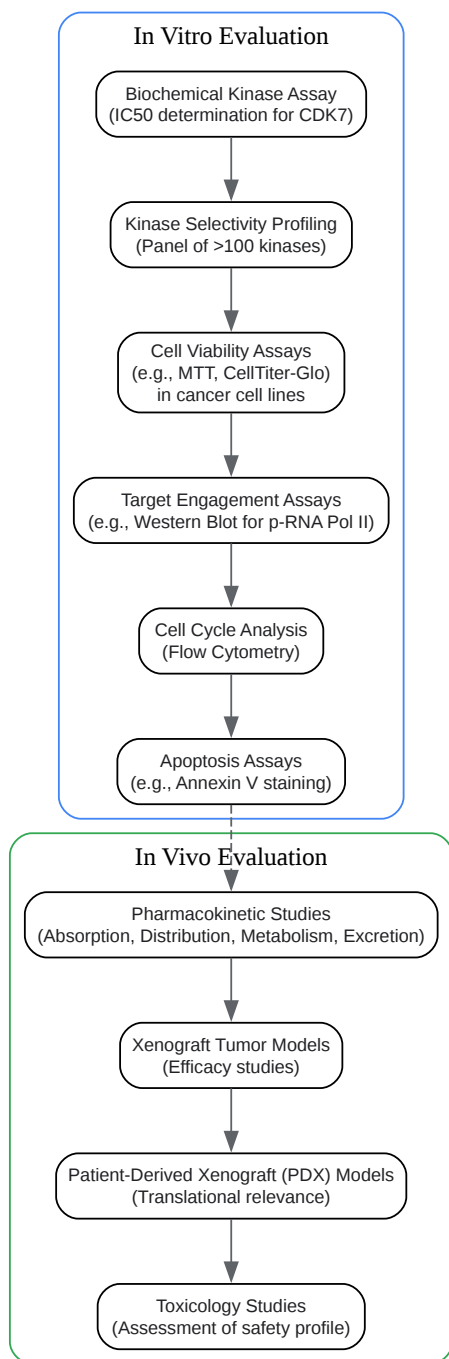 In Vitro Evaluation
Biochemical Kinase Assay
(IC50 determination for CDK7)
Kinase Selectivity Profiling
(Panel of >100 kinases)
Cell Viability Assays
(e.g., MTT, CellTiter-Glo)
in cancer cell lines
Target Engagement Assays
(e.g., Western Blot for p-RNA Pol II)
Cell Cycle Analysis
(Flow Cytometry)
Apoptosis Assays
(e.g., Annexin V staining)
In Vivo Evaluation
Pharmacokinetic Studies
(Absorption, Distribution, Metabolism, Excretion)
Xenograft Tumor Models
(Efficacy studies)
Patient-Derived Xenograft (PDX) Models
(Translational relevance)
Toxicology Studies
(Assessment of safety profile)